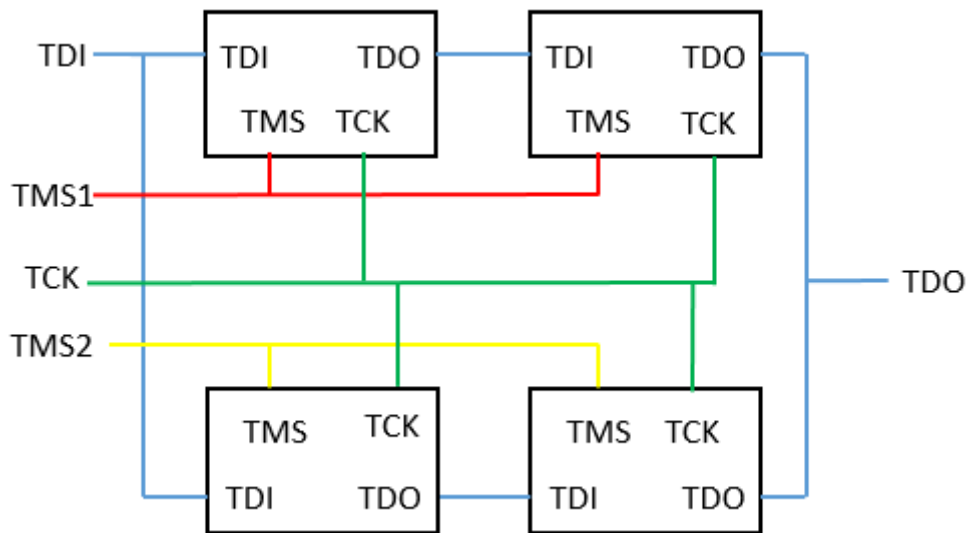 TDI TDI TDO TDI TDO
TMS TCK TMS TCK
TMS1
TCK TDO
TMS2
TMS TCK TMS TCK
TDI TDO TDI TDO